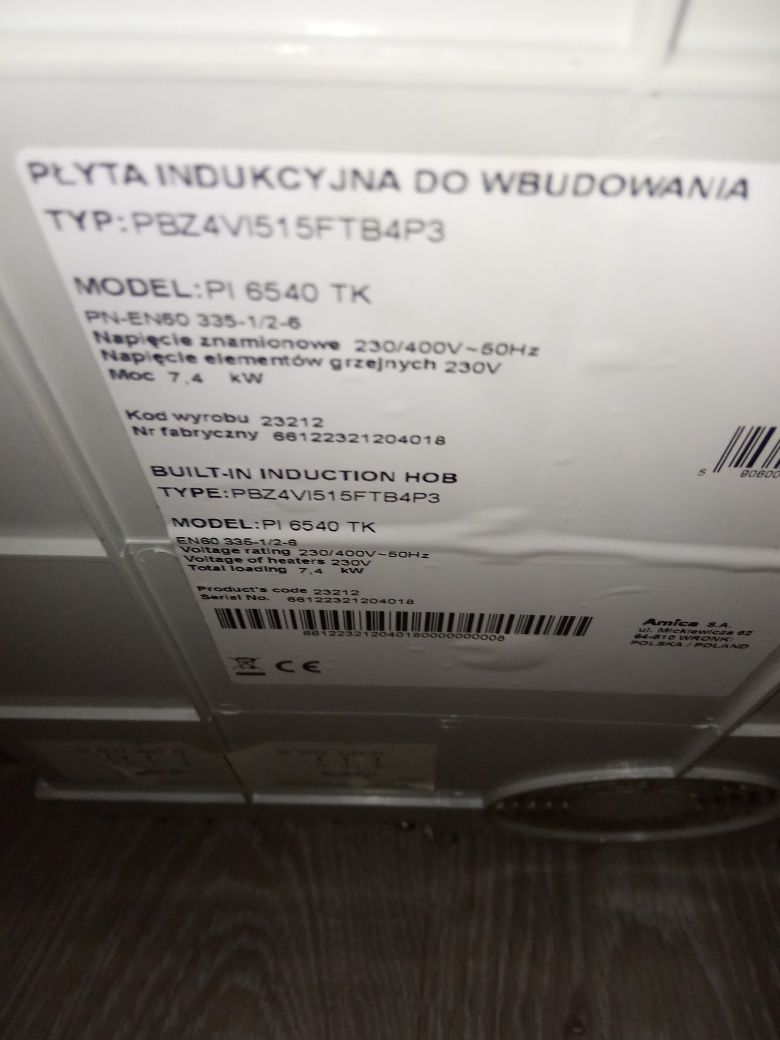 PŁYTA INDUKCYJNA DO WBUDOWANIA
TYP:PBZ4VI515FTB4P3
MODEL:PI 6540 TK
PN-EN60 335-1/2-6
Napięcie znamionowe 230/400V~50Hz
Napięcie elementów grzejnych 230V
Moc 7,4 kW
Kod wyrobu 23212
Nr fabryczny 66122321204018
5 90600
BUILT-IN INDUCTION HOB
TYPE:PBZ4VI515FTB4P3
MODEL:PI 6540 TK
EN60 335-1/2-6
Voltage rating 230/400V~50Hz
Voltage of heaters 230V
Total loading 7,4 kW
Product's code 23212
Serial No. 66122321204018
661223212040180000000008
Amica S.A.
ul. Mickiewicza 52
64-510 WRONKI
POLSKA / POLAND
CE